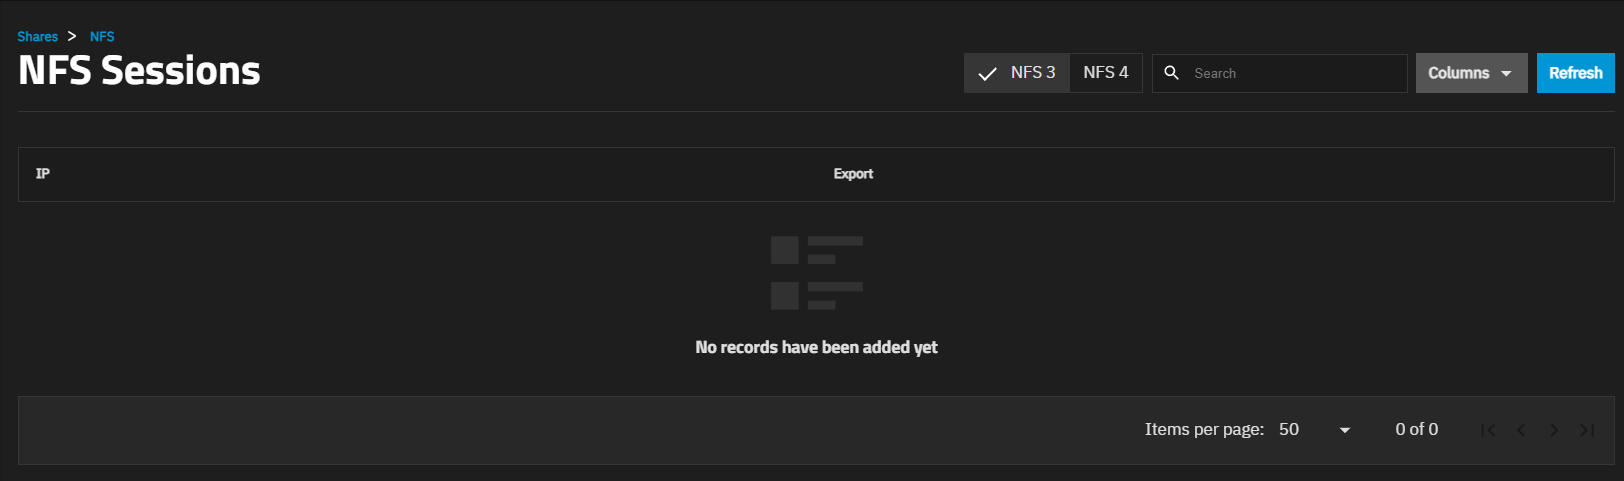 Shares > NFS
NFS Sessions
NFS 3 NFS 4 Search Columns Refresh
IP Export
No records have been added yet
Items per page: 50 0 of 0